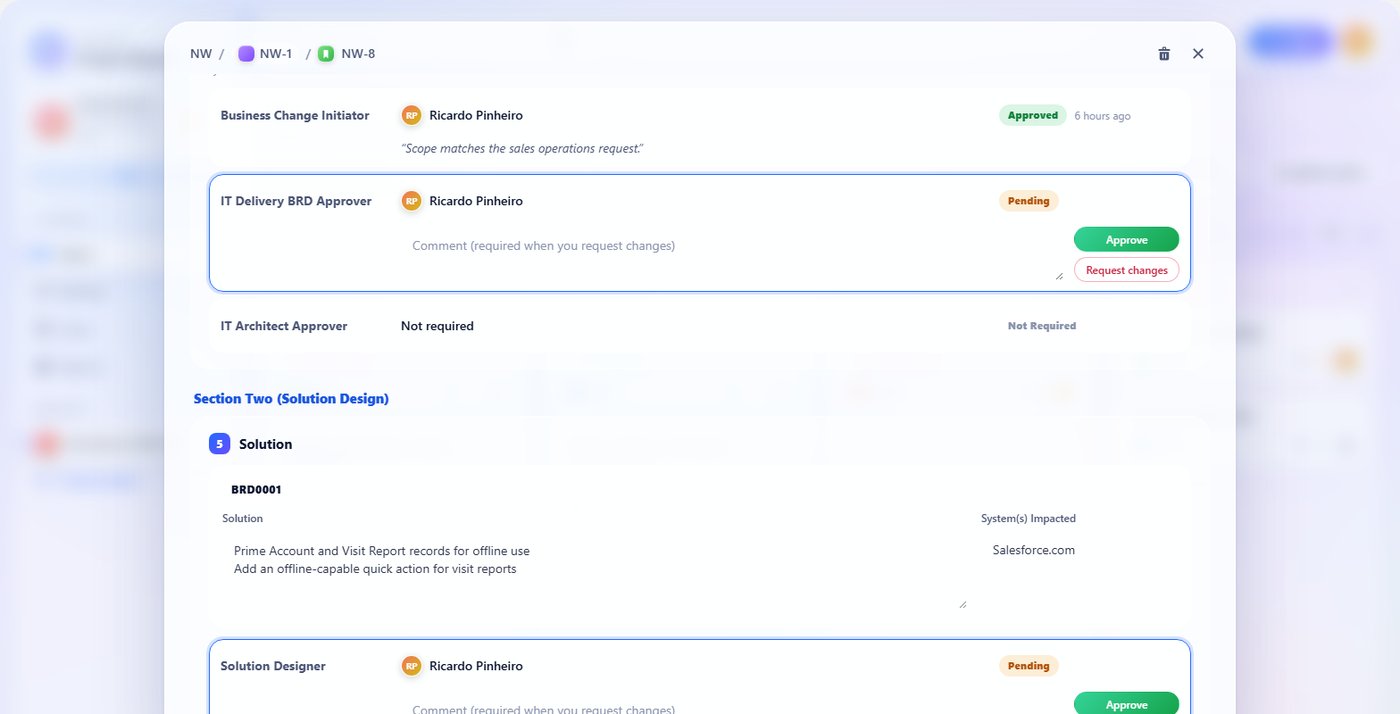 NW / NW-1 / NW-8
Business Change Initiator RP Ricardo Pinheiro Approved 6 hours ago
“Scope matches the sales operations request.”
IT Delivery BRD Approver RP Ricardo Pinheiro Pending
Comment (required when you request changes)
Approve
Request changes
IT Architect Approver Not required Not Required
Section Two (Solution Design)
5 Solution
BRD0001
Solution System(s) Impacted
Prime Account and Visit Report records for offline use Salesforce.com
Add an offline-capable quick action for visit reports
Solution Designer RP Ricardo Pinheiro Pending
Comment (required when you request changes) Approve